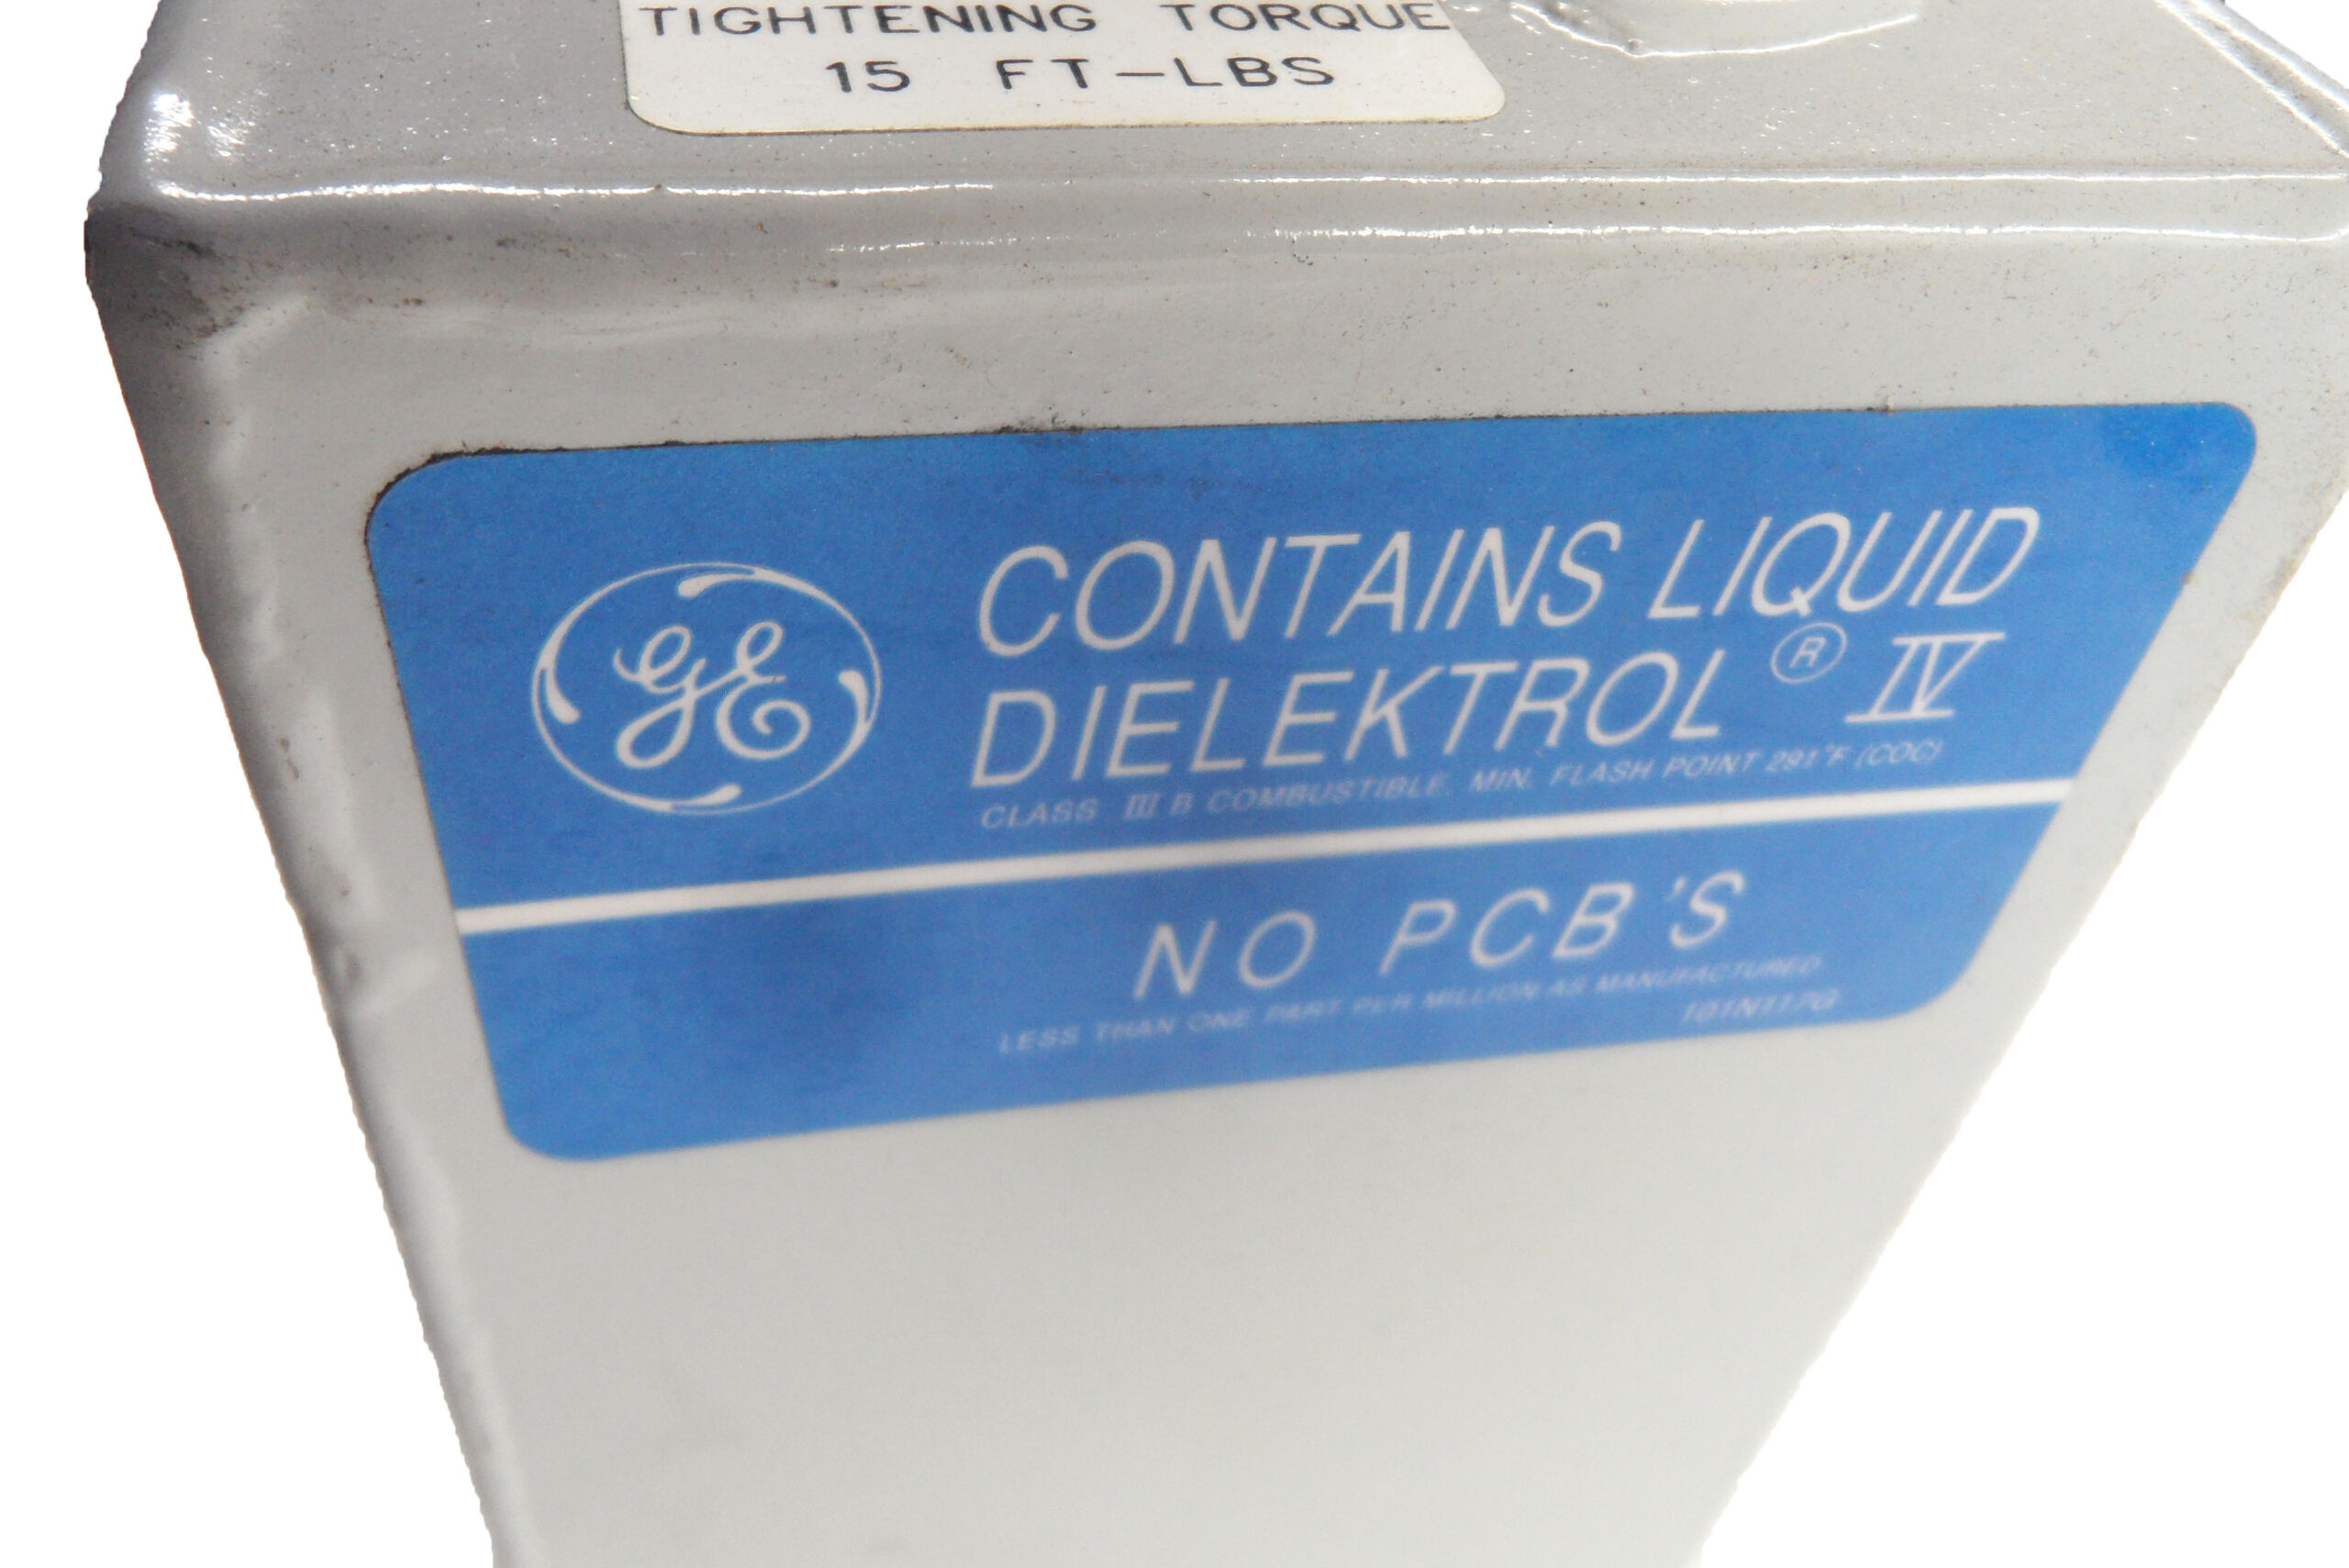 TIGHTENING TORQUE
15 FT-LBS
GE
CONTAINS LIQUID
DIELEKTROL® IV
CLASS III B COMBUSTIBLE. MIN. FLASH POINT 291°F (COC)
NO PCB'S
LESS THAN ONE PART PER MILLION AS MANUFACTURED
101N117G